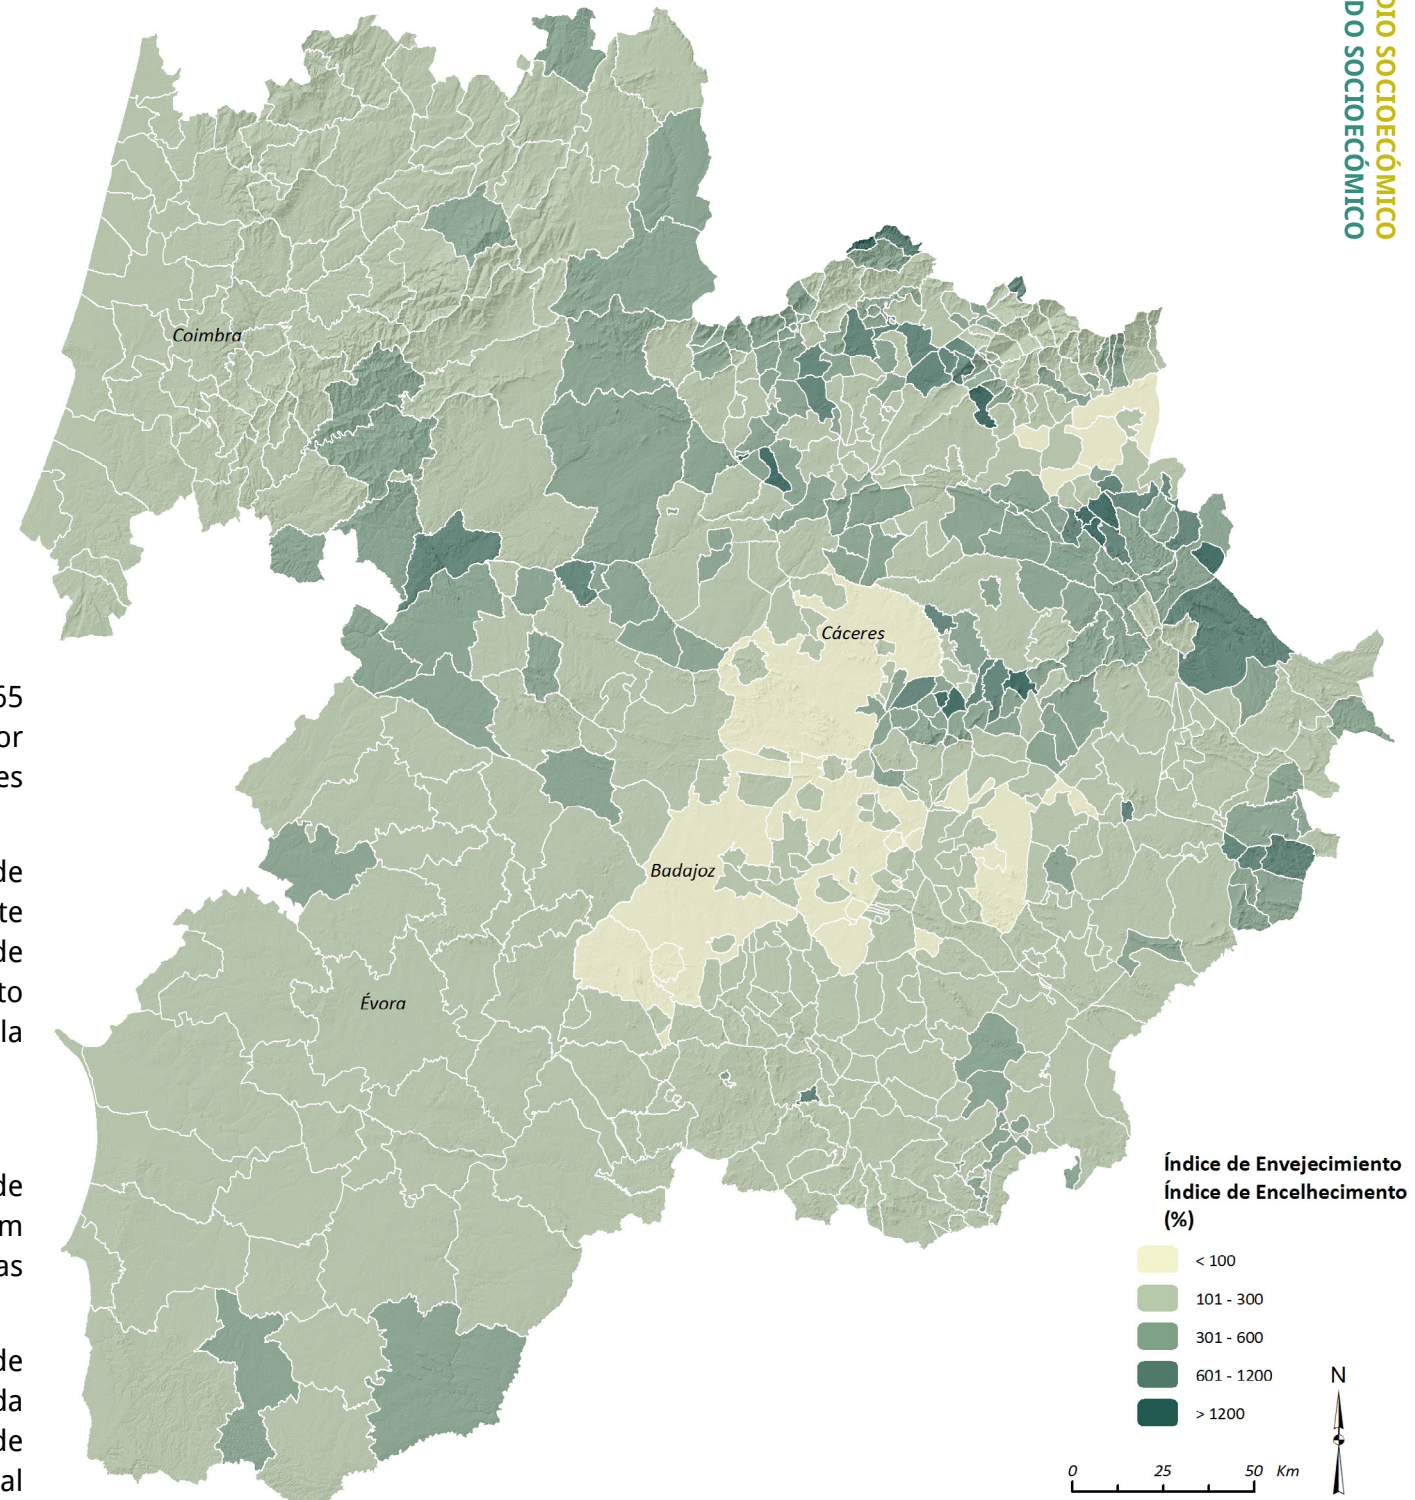 DIO SOCIOECÓMICO
DO SOCIOECÓMICO
Coimbra
Cáceres
65
or
es
de
te
Badajoz
de
to
la
Évora
de
m
as
de
da
de
al
Índice de Envejecimiento
Índice de Encelhecimento
(%)
< 100
101 - 300
301 - 600
601 - 1200
> 1200
N
0 25 50 Km